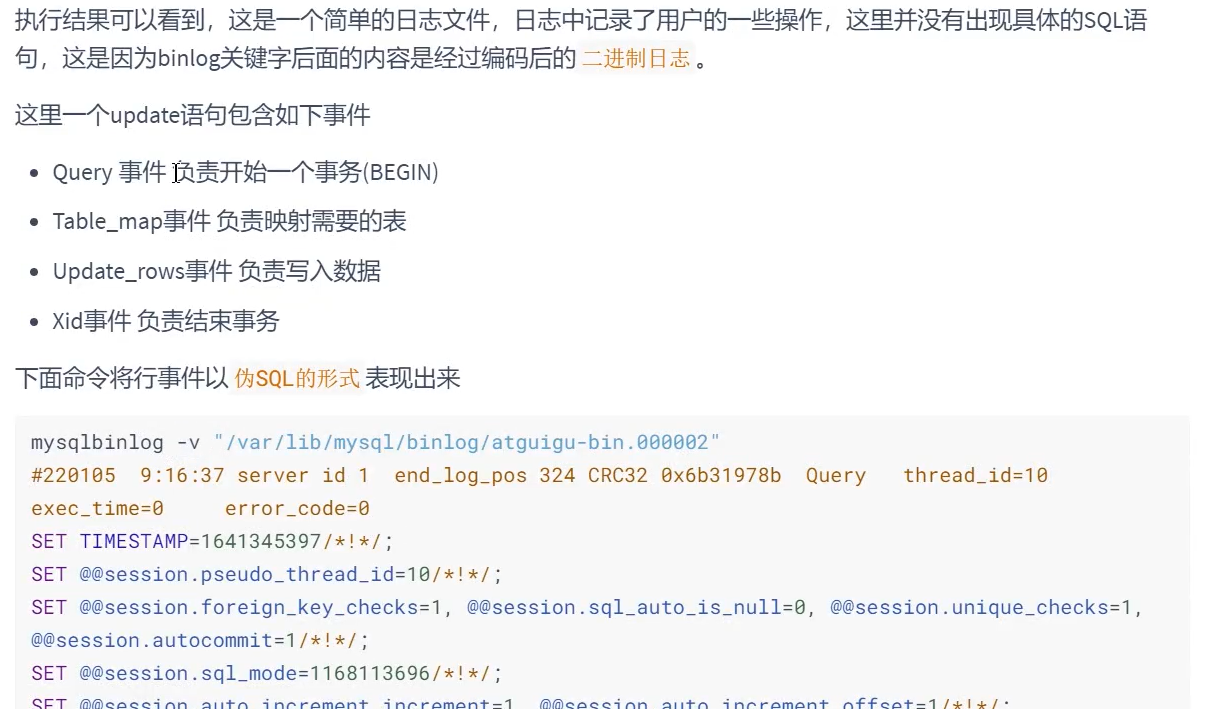 执行结果可以看到，这是一个简单的日志文件，日志中记录了用户的一些操作，这里并没有出现具体的SQL语
句，这是因为binlog关键字后面的内容是经过编码后的 二进制日志 。
这里一个update语句包含如下事件
• Query 事件 负责开始一个事务(BEGIN)
• Table_map事件 负责映射需要的表
• Update_rows事件 负责写入数据
• Xid事件 负责结束事务
下面命令将行事件以 伪SQL的形式 表现出来
mysqlbinlog -v "/var/lib/mysql/binlog/atguigu-bin.000002"
#220105  9:16:37 server id 1  end_log_pos 324 CRC32 0x6b31978b  Query   thread_id=10
exec_time=0     error_code=0
SET TIMESTAMP=1641345397/*!*/;
SET @@session.pseudo_thread_id=10/*!*/;
SET @@session.foreign_key_checks=1, @@session.sql_auto_is_null=0, @@session.unique_checks=1,
@@session.autocommit=1/*!*/;
SET @@session.sql_mode=1168113696/*!*/;
SET @@session.auto_increment_increment=1, @@session.auto_increment_offset=1/*!*/;